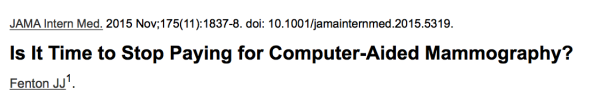 JAMA Intern Med. 2015 Nov;175(11):1837-8. doi: 10.1001/jamainternmed.2015.5319.
Is It Time to Stop Paying for Computer-Aided Mammography?
Fenton JJ1.